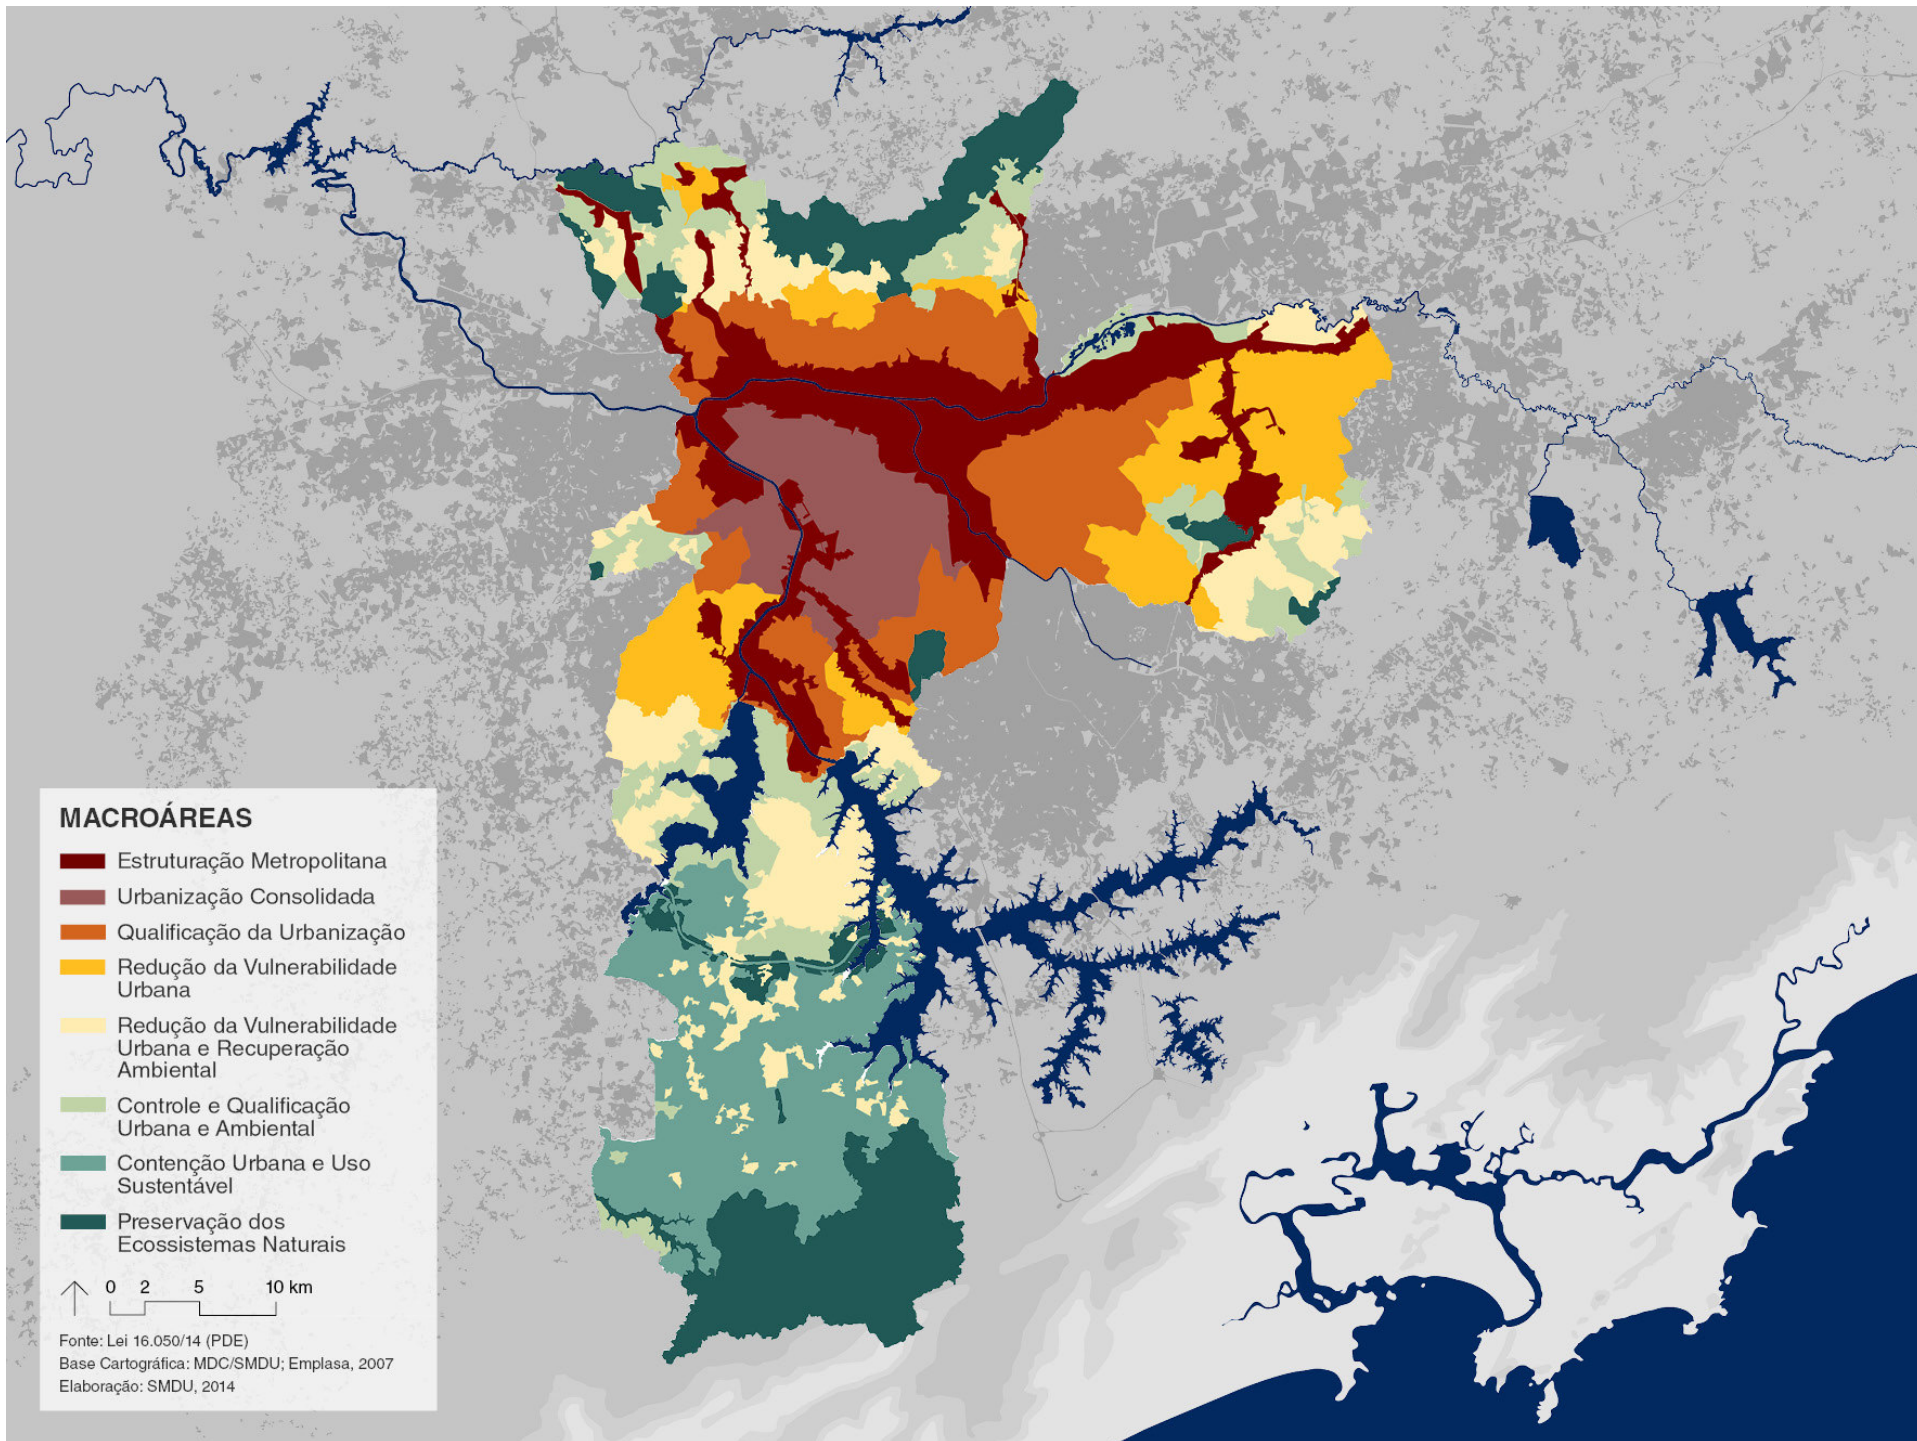 MACROÁREAS
Estruturação Metropolitana
Urbanização Consolidada
Qualificação da Urbanização
Redução da Vulnerabilidade
Urbana
Redução da Vulnerabilidade
Urbana e Recuperação
Ambiental
Controle e Qualificação
Urbana e Ambiental
Contenção Urbana e Uso
Sustentável
Preservação dos
Ecossistemas Naturais
0 2 5 10 km
Fonte: Lei 16.050/14 (PDE)
Base Cartográfica: MDC/SMDU; Emplasa, 2007
Elaboração: SMDU, 2014